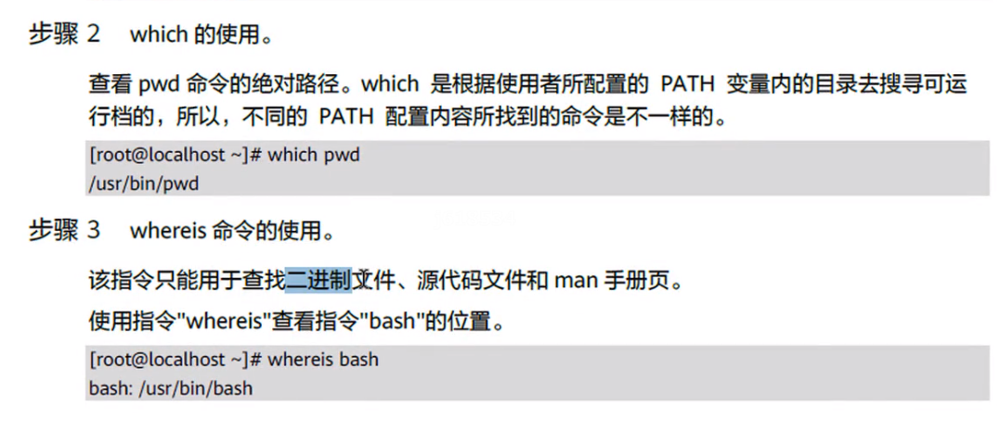 步骤 2 which 的使用。
查看 pwd 命令的绝对路径。which 是根据使用者所配置的 PATH 变量内的目录去搜寻可运
行档的，所以，不同的 PATH 配置内容所找到的命令是不一样的。
[root@localhost ~]# which pwd
/usr/bin/pwd
步骤 3 whereis 命令的使用。
该指令只能用于查找二进制文件、源代码文件和 man 手册页。
使用指令"whereis"查看指令"bash"的位置。
[root@localhost ~]# whereis bash
bash: /usr/bin/bash